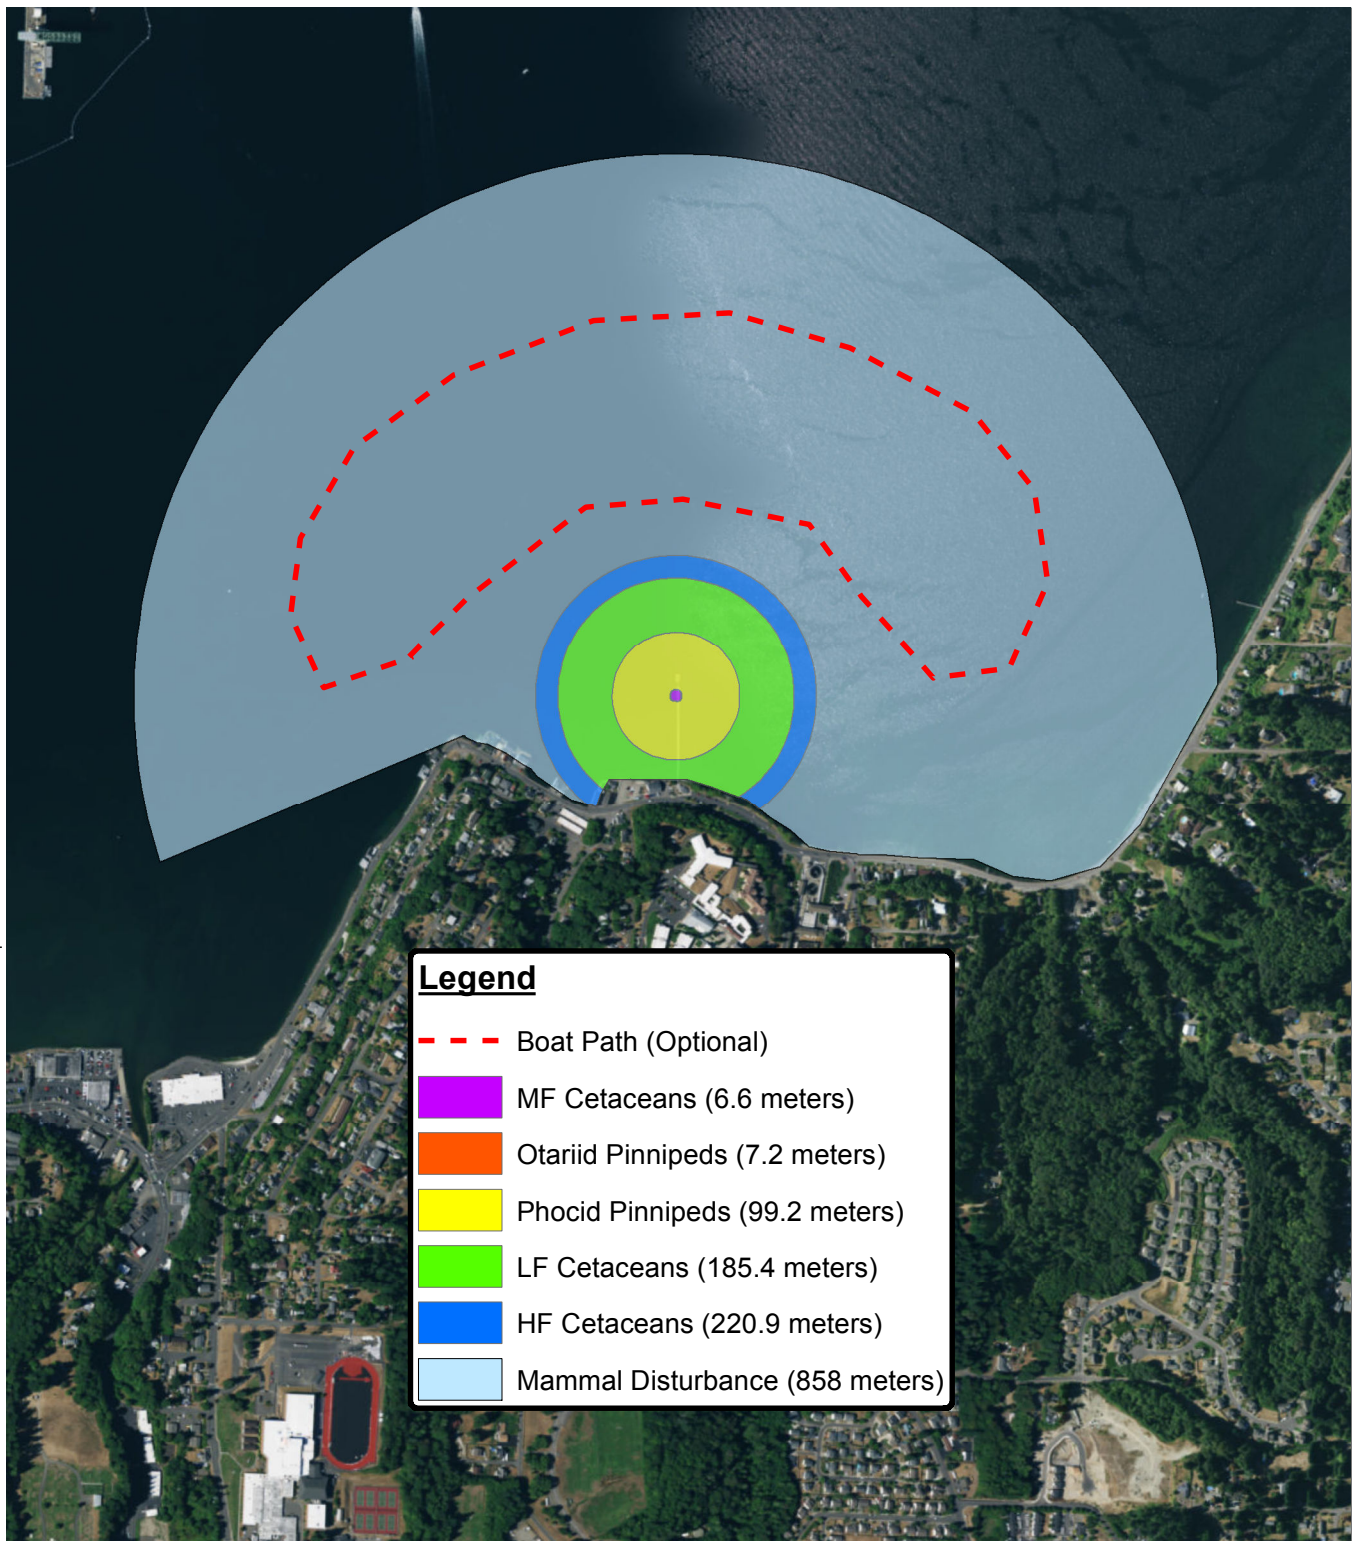 Legend
Boat Path (Optional)
MF Cetaceans (6.6 meters)
Otariid Pinnipeds (7.2 meters)
Phocid Pinnipeds (99.2 meters)
LF Cetaceans (185.4 meters)
HF Cetaceans (220.9 meters)
Mammal Disturbance (858 meters)